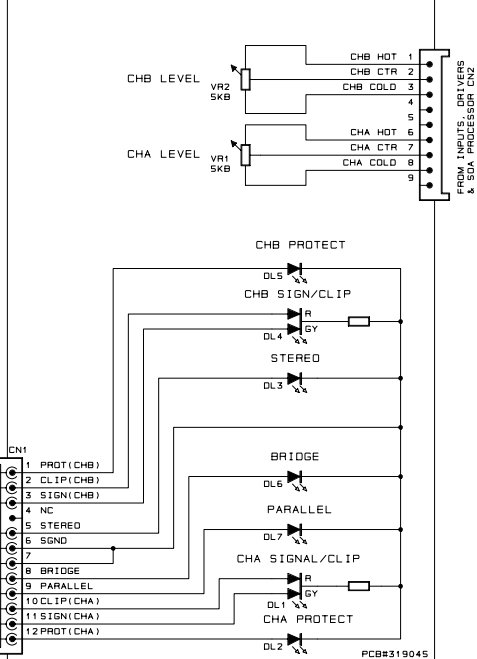 CHB LEVEL
VR2
5KB
CHB HOT 1
CHB CTR 2
CHB COLD 3
4
5
CHA LEVEL
VR1
5KB
CHA HOT 6
CHA CTR 7
CHA COLD 8
9
FROM INPUTS, DRIVERS
& SOA PROCESSOR CN2
CHB PROTECT
DL5
CHB SIGN/CLIP
R
GY
DL4
STEREO
DL3
CN1
1 PROT(CHB)
2 CLIP(CHB)
3 SIGN(CHB)
4 NC
5 STEREO
6 SGND
7
8 BRIDGE
9 PARALLEL
10 CLIP(CHA)
11 SIGN(CHA)
12 PROT(CHA)
BRIDGE
DL6
PARALLEL
DL7
CHA SIGNAL/CLIP
R
GY
DL1
CHA PROTECT
DL2
PCB#319045